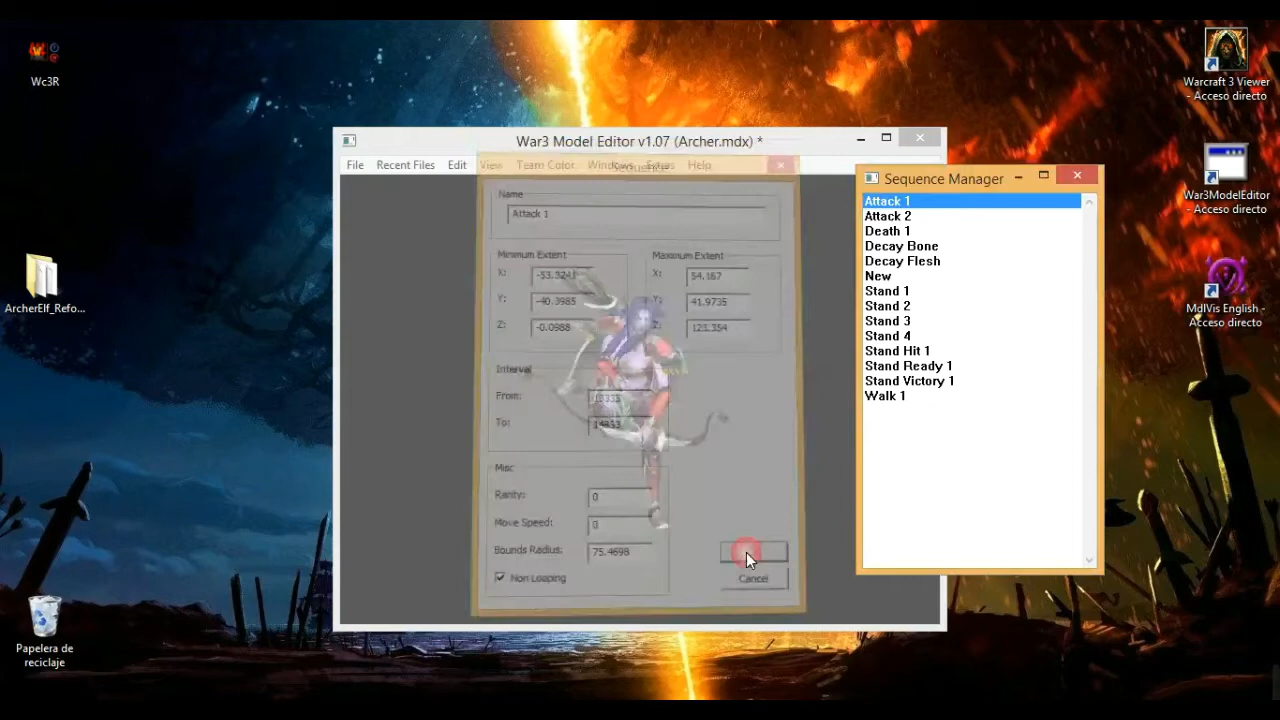 Wc3R
ArcherElf_Refo...
Papelera de
reciclaje
War3 Model Editor v1.07 (Archer.mdx) *
File Recent Files Edit View Team Color Windows Extras Help
Name
Attack 1
Minimum Extent
X: -53.3241
Y: -40.3985
Z: -0.0988
Maximum Extent
X: 54.167
Y: 41.9735
123.354
Interval
From:
To:
Misc
Rarity: 0
Move Speed: 0
Bounds Radius: 75.4698
Non Looping
Cancel
Sequence Manager
Attack 1
Attack 2
Death 1
Decay Bone
Decay Flesh
New
Stand 1
Stand 2
Stand 3
Stand 4
Stand Hit 1
Stand Ready 1
Stand Victory 1
Walk 1
Warcraft 3 Viewer
- Acceso directo
War3ModelEditor
- Acceso directo
MdlVis English -
Acceso directo